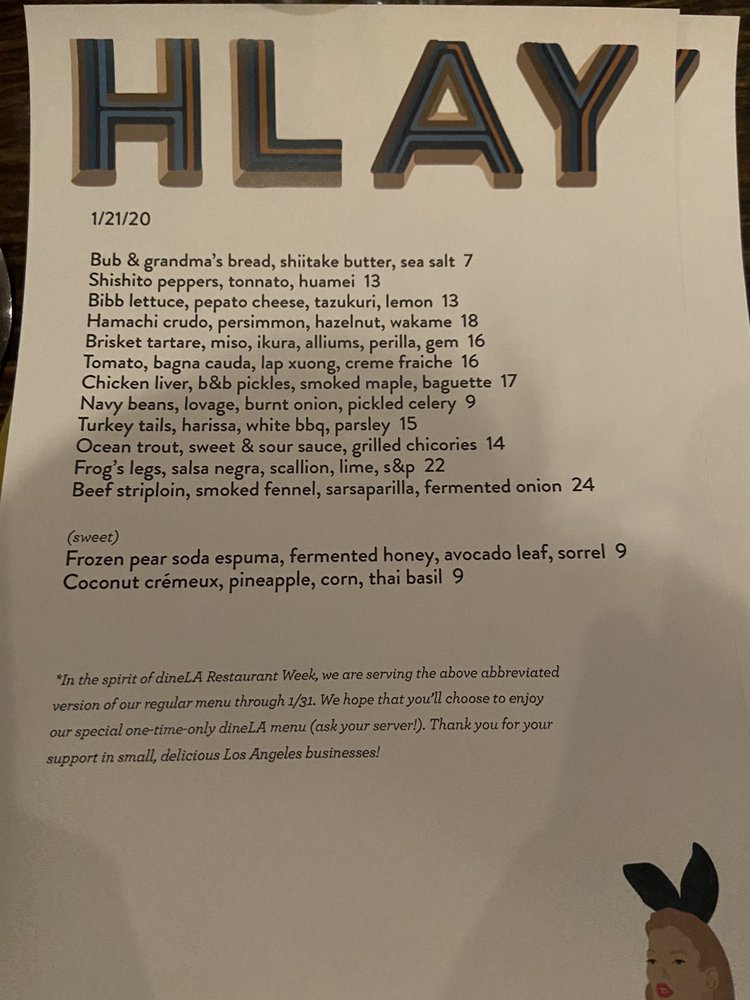 HLAY
1/21/20
Bub & grandma's bread, shiitake butter, sea salt 7
Shishito peppers, tonnato, huamei 13
Bibb lettuce, pepato cheese, tazukuri, lemon 13
Hamachi crudo, persimmon, hazelnut, wakame 18
Brisket tartare, miso, ikura, alliums, perilla, gem 16
Tomato, bagna cauda, lap xuong, creme fraiche 16
Chicken liver, b&b pickles, smoked maple, baguette 17
Navy beans, lovage, burnt onion, pickled celery 9
Turkey tails, harissa, white bbq, parsley 15
Ocean trout, sweet & sour sauce, grilled chicories 14
Frog's legs, salsa negra, scallion, lime, s&p 22
Beef striploin, smoked fennel, sarsaparilla, fermented onion 24
(sweet)
Frozen pear soda espuma, fermented honey, avocado leaf, sorrel 9
Coconut crémeux, pineapple, corn, thai basil 9
*In the spirit of dineLA Restaurant Week, we are serving the above abbreviated
version of our regular menu through 1/31. We hope that you'll choose to enjoy
our special one-time-only dineLA menu (ask your server!). Thank you for your
support in small, delicious Los Angeles businesses!